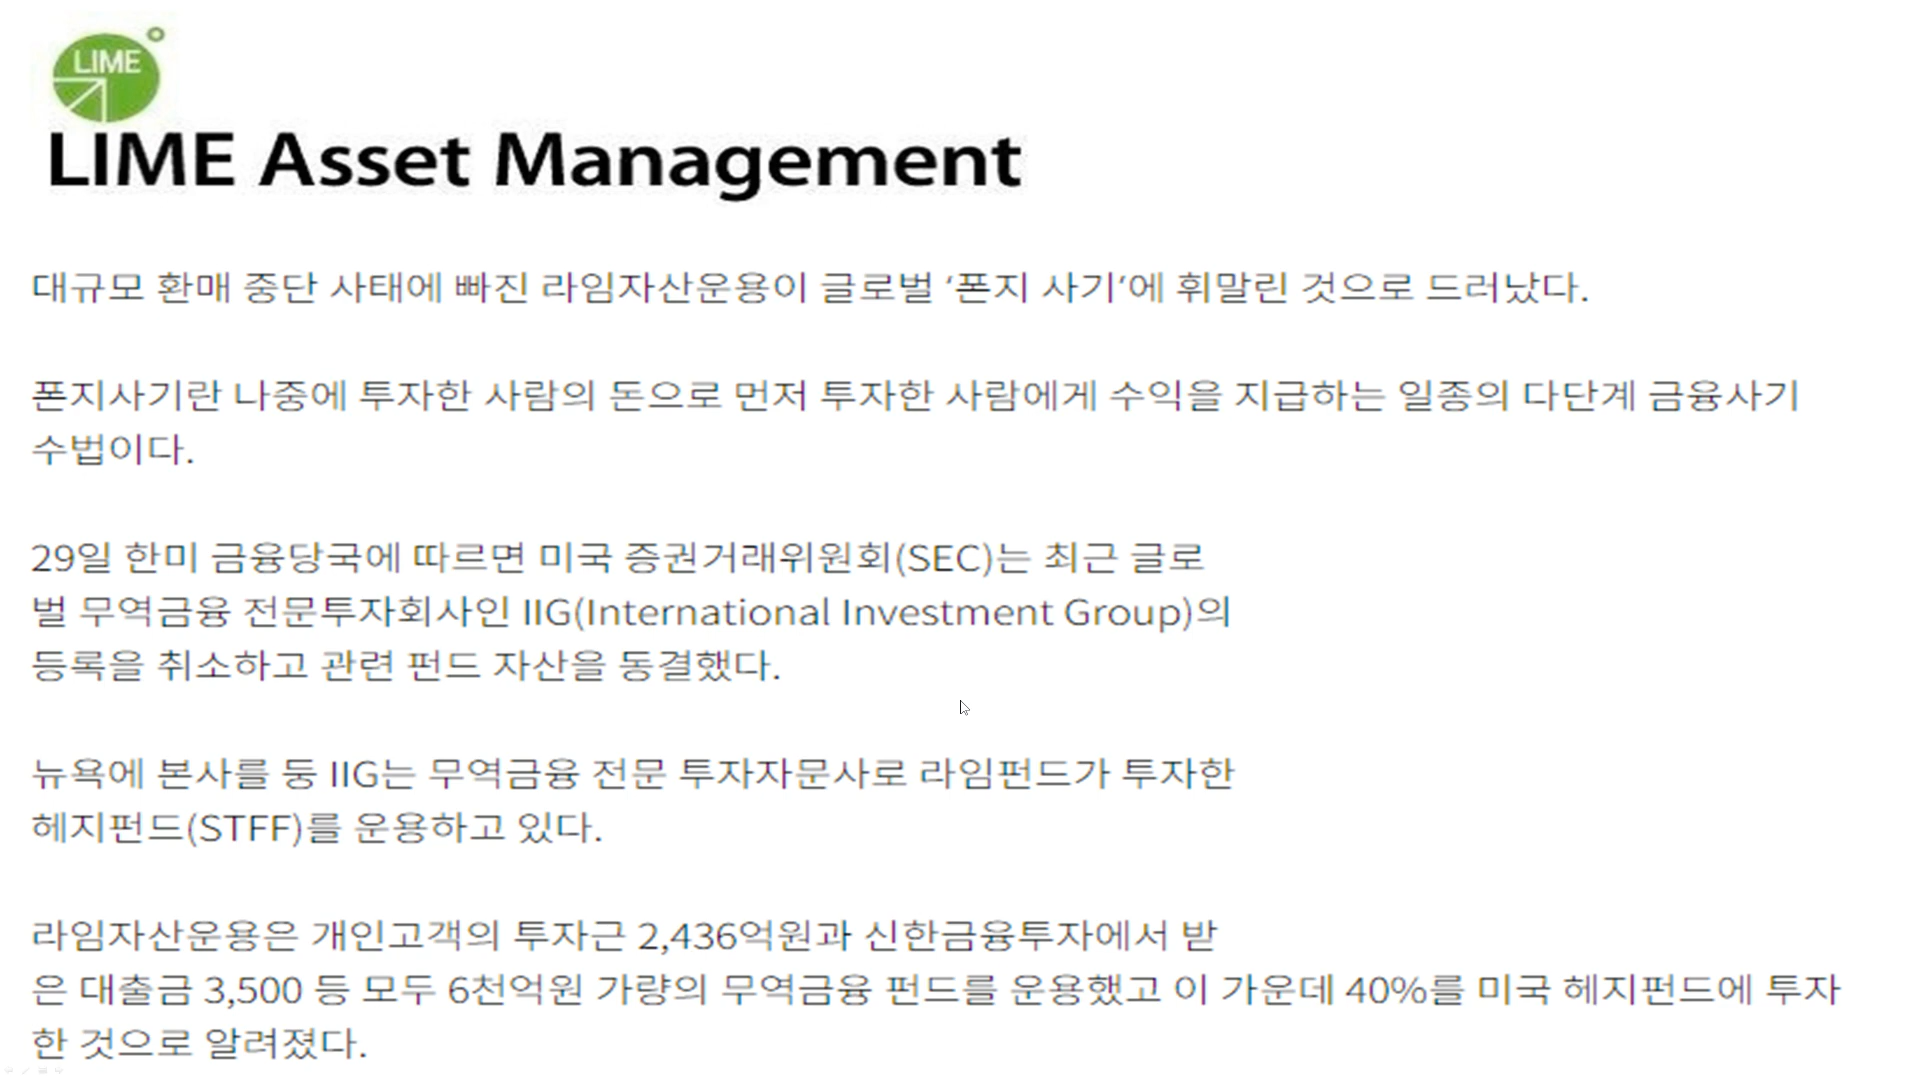 LIME
LIME Asset Management
대규모 환매 중단 사태에 빠진 라임자산운용이 글로벌 ‘폰지 사기’에 휘말린 것으로 드러났다.
폰지사기란 나중에 투자한 사람의 돈으로 먼저 투자한 사람에게 수익을 지급하는 일종의 다단계 금융사기
수법이다.
29일 한미 금융당국에 따르면 미국 증권거래위원회(SEC)는 최근 글로
벌 무역금융 전문투자회사인 IIG(International Investment Group)의
등록을 취소하고 관련 펀드 자산을 동결했다.
뉴욕에 본사를 둥 IIG는 무역금융 전문 투자자문사로 라임펀드가 투자한
헤지펀드(STFF)를 운용하고 있다.
라임자산운용은 개인고객의 투자근 2,436억원과 신한금융투자에서 받
은 대출금 3,500 등 모두 6천억원 가량의 무역금융 펀드를 운용했고 이 가운데 40%를 미국 헤지펀드에 투자
한 것으로 알려졌다.